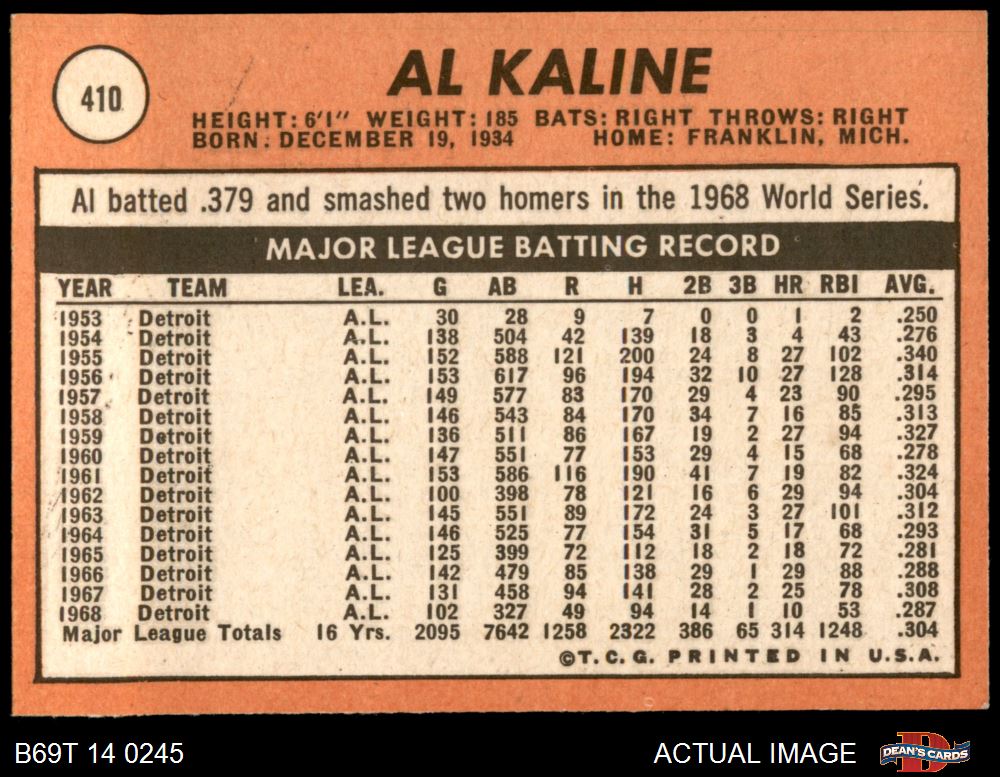 410
AL KALINE
HEIGHT: 6'1" WEIGHT: 185 BATS: RIGHT THROWS: RIGHT
BORN: DECEMBER 19, 1934 HOME: FRANKLIN, MICH.
Al batted .379 and smashed two homers in the 1968 World Series.
MAJOR LEAGUE BATTING RECORD
YEAR TEAM LEA. G AB R H 2B 3B HR RBI AVG.
1953 Detroit A.L. 30 28 9 7 0 0 1 2 .250
1954 Detroit A.L. 138 504 42 139 18 3 4 43 .276
1955 Detroit A.L. 152 588 121 200 24 8 27 102 .340
1956 Detroit A.L. 153 617 96 194 32 10 27 128 .314
1957 Detroit A.L. 149 577 83 170 29 4 23 90 .295
1958 Detroit A.L. 146 543 84 170 34 7 16 85 .313
1959 Detroit A.L. 136 511 86 167 19 2 27 94 .327
1960 Detroit A.L. 147 551 77 153 29 4 15 68 .278
1961 Detroit A.L. 153 586 116 190 41 7 19 82 .324
1962 Detroit A.L. 100 398 78 121 16 6 29 94 .304
1963 Detroit A.L. 145 551 89 172 24 3 27 101 .312
1964 Detroit A.L. 146 525 77 154 31 5 17 68 .293
1965 Detroit A.L. 125 399 72 112 18 2 18 72 .281
1966 Detroit A.L. 142 479 85 138 29 1 29 88 .288
1967 Detroit A.L. 131 458 94 141 28 2 25 78 .308
1968 Detroit A.L. 102 327 49 94 14 1 10 53 .287
Major League Totals 16 Yrs. 2095 7642 1258 2322 386 65 314 1248 .304
©T.C.G. PRINTED IN U.S.A.
B69T 14 0245 ACTUAL IMAGE DEAN'S CARDS